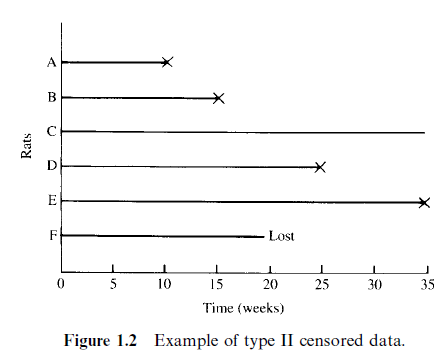 A
B
C
D
E
F
Lost
Rats
0 5 10 15 20 25 30 35
Time (weeks)
Figure 1.2 Example of type II censored data.